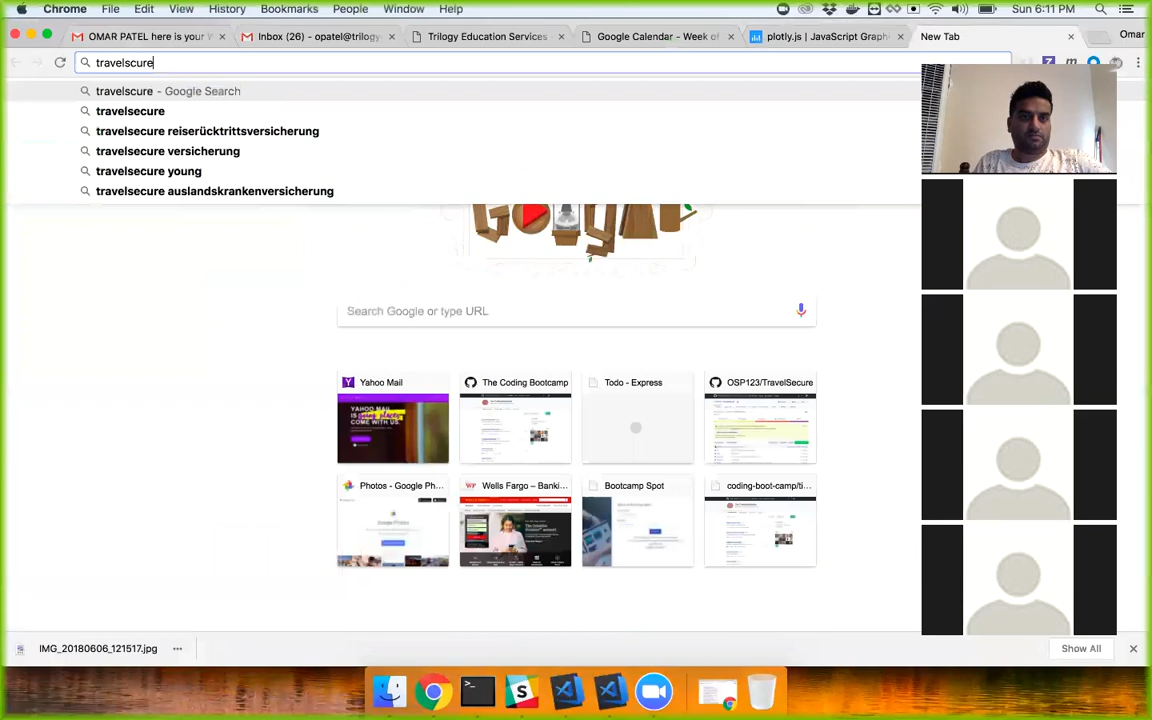 Chrome File Edit View History Bookmarks People Window Help Sun 6:11 PM
OMAR PATEL here is your Inbox (26) - opatel@trilogy Trilogy Education Services Google Calendar - Week of plotly.js | JavaScript Graph New Tab Omar
travelscure
travelscure - Google Search
travelsecure
travelsecure reiserücktrittsversicherung
travelsecure versicherung
travelsecure young
travelsecure auslandskrankenversicherung
Search Google or type URL
Yahoo Mail The Coding Bootcamp Todo - Express OSP123/TravelSecure
Photos - Google Ph... Wells Fargo – Banki... Bootcamp Spot coding-boot-camp/ti...
IMG_20180606_121517.jpg Show All